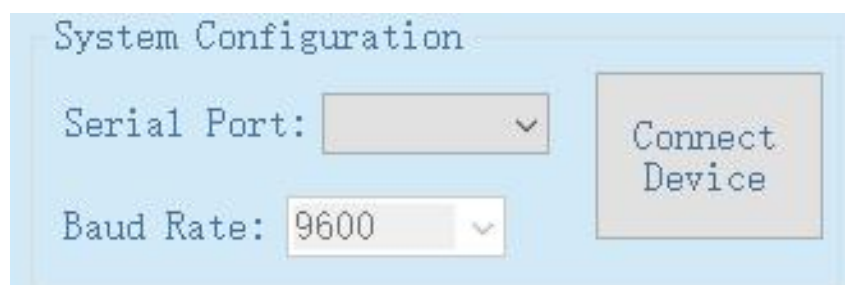 System Configuration
Serial Port:
Connect
Device
Baud Rate: 9600